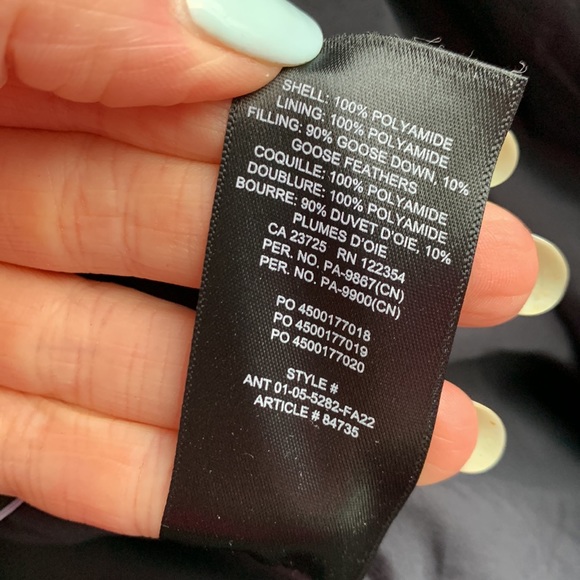 SHELL: 100% POLYAMIDE
LINING: 100% POLYAMIDE
FILLING: 90% GOOSE DOWN, 10%
GOOSE FEATHERS
COQUILLE: 100% POLYAMIDE
DOUBLURE: 100% POLYAMIDE
BOURRE: 90% DUVET D'OIE, 10%
PLUMES D'OIE
CA 23725 RN 122354
PER. NO. PA-9867(CN)
PER. NO. PA-9900(CN)
PO 4500177018
PO 4500177019
PO 4500177020
STYLE #
ANT 01-05-5282-FA22
ARTICLE # 84735